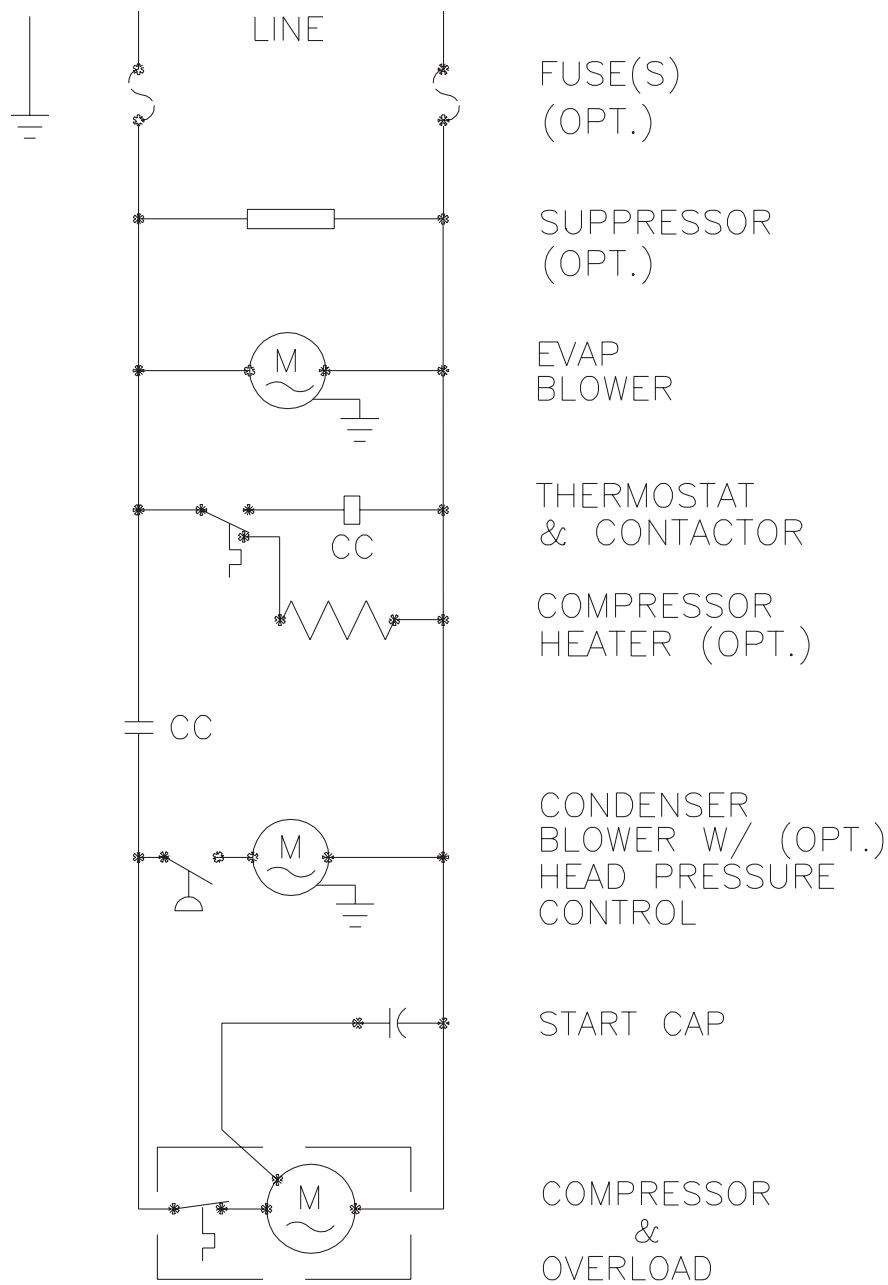 LINE
FUSE(S)
(OPT.)
SUPPRESSOR
(OPT.)
M
EVAP
BLOWER
THERMOSTAT
& CONTACTOR
CC
COMPRESSOR
HEATER (OPT.)
CC
CONDENSER
BLOWER W/ (OPT.)
HEAD PRESSURE
CONTROL
M
START CAP
M
COMPRESSOR
&
OVERLOAD